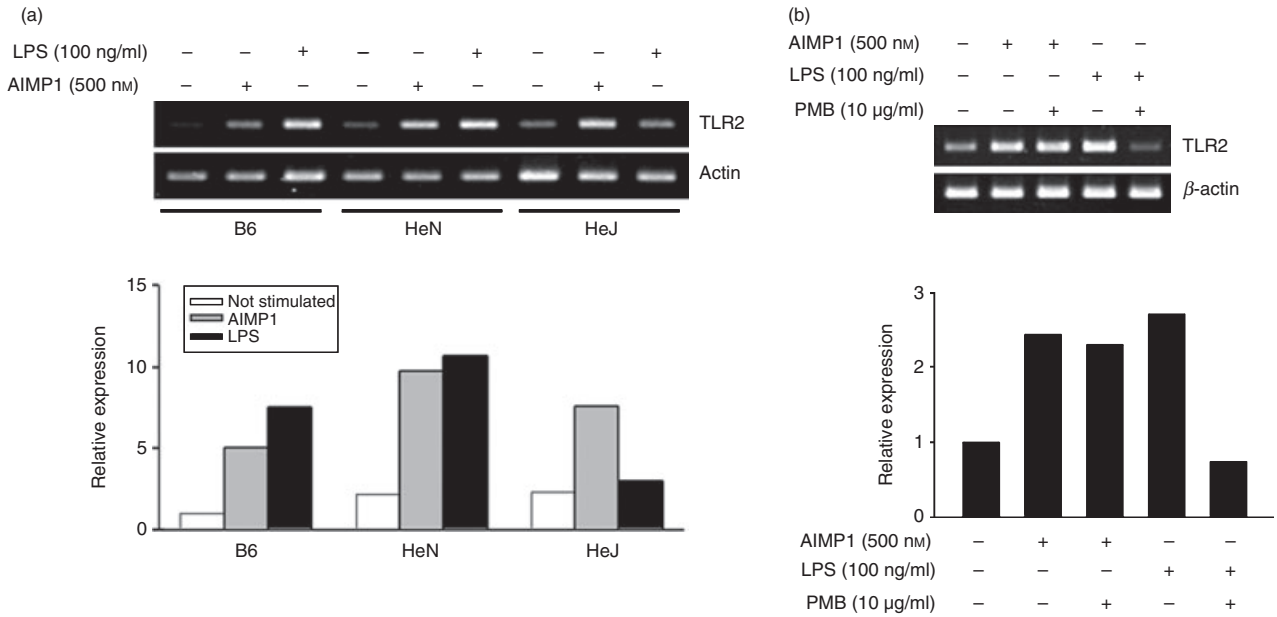 (a)
LPS (100 ng/ml) – – + – – + – – +
AIMP1 (500 nM) – + – – + – – + –
TLR2
Actin
B6 HeN HeJ
15
10
5
0
Relative expression
Not stimulated
AIMP1
LPS
B6 HeN HeJ
(b)
AIMP1 (500 nM) – + + – –
LPS (100 ng/ml) – – – + +
PMB (10 µg/ml) – – + – +
TLR2
β-actin
3
2
1
0
Relative expression
AIMP1 (500 nM) – + + – –
LPS (100 ng/ml) – – – + +
PMB (10 µg/ml) – – + – +